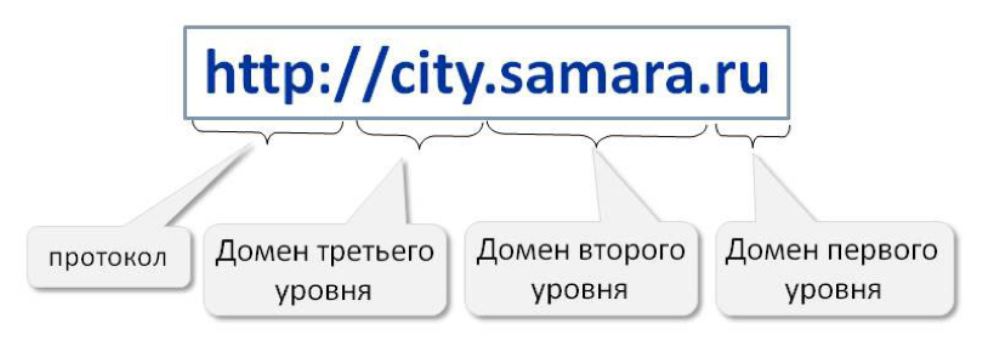 http://city.samara.ru
протокол
Домен третьего
уровня
Домен второго
уровня
Домен первого
уровня